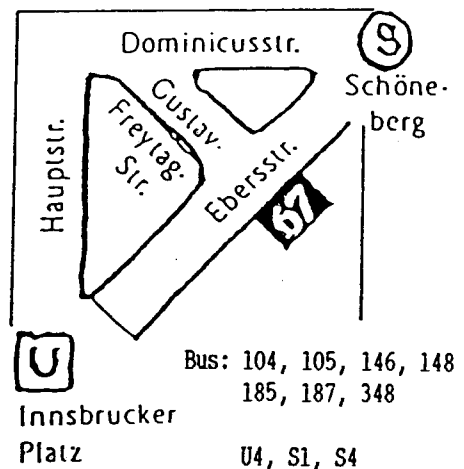 Dominicusstr.
S
Schöne-
berg
Gustav-
Freytag-
Str.
Hauptstr.
Ebersstr.
67
U
Innsbrucker
Platz
Bus: 104, 105, 146, 148
185, 187, 348
U4, S1, S4